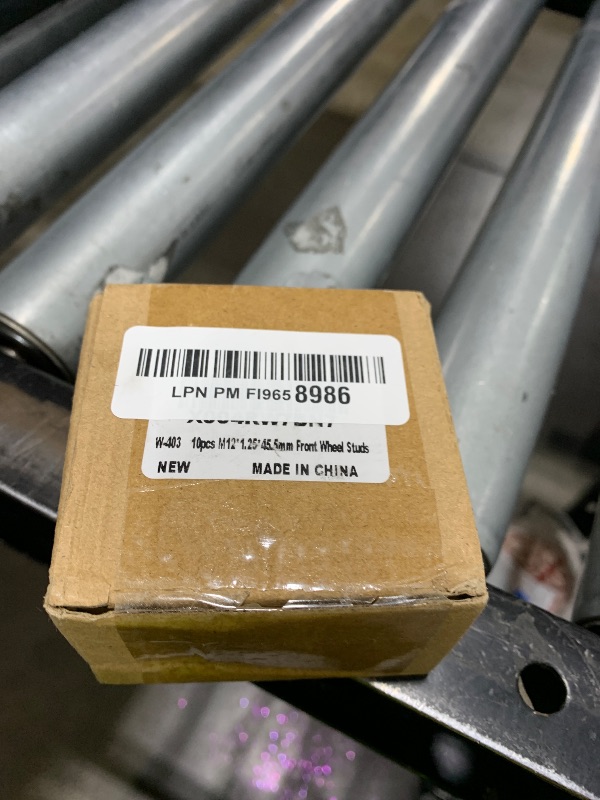 LPN PM FI965 8986
W-403 10pcs M12*1.25*45.5mm Front Wheel Studs
NEW MADE IN CHINA